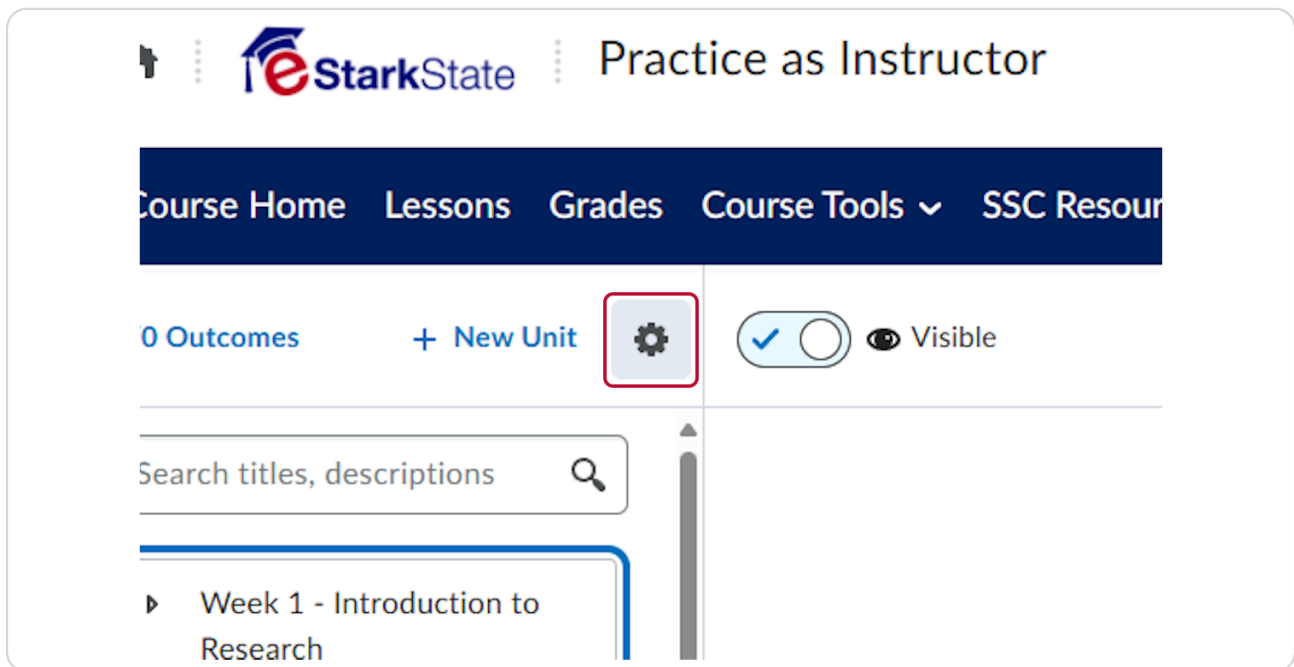 eStarkState
Practice as Instructor
Course Home Lessons Grades Course Tools SSC Resour
0 Outcomes + New Unit Visible
Search titles, descriptions
Week 1 - Introduction to
Research